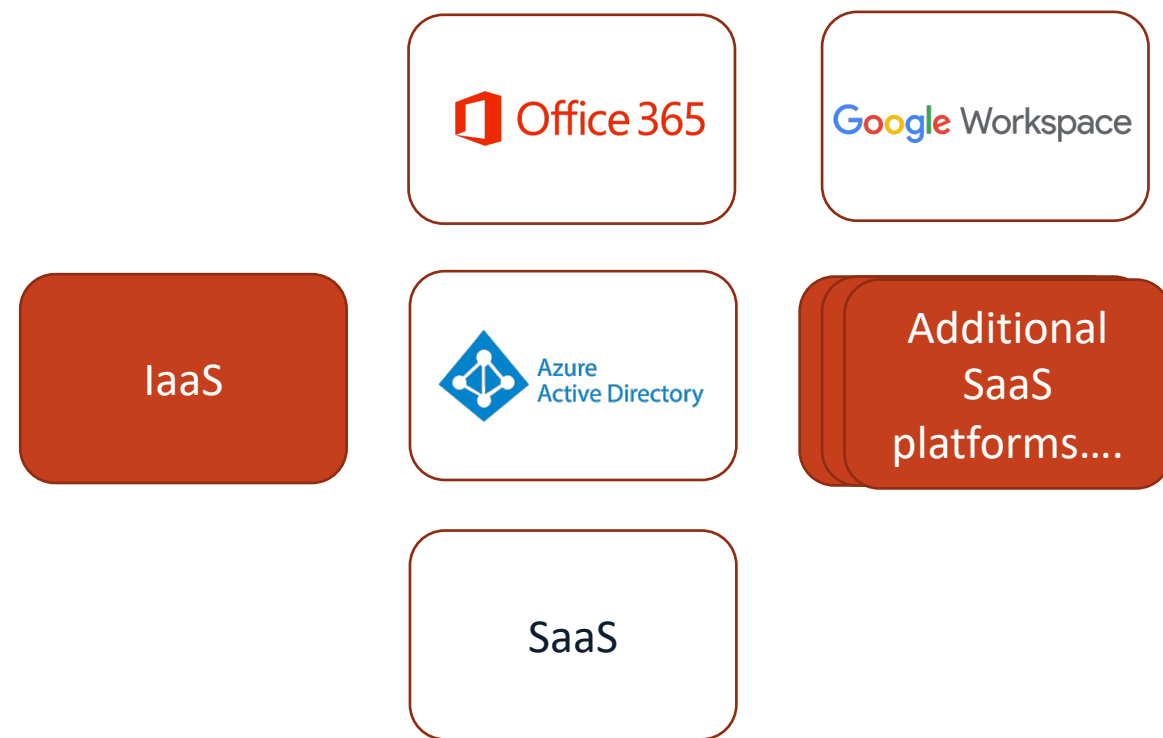 Office 365
Google Workspace
IaaS
Azure
Active Directory
Additional
SaaS
platforms....
SaaS